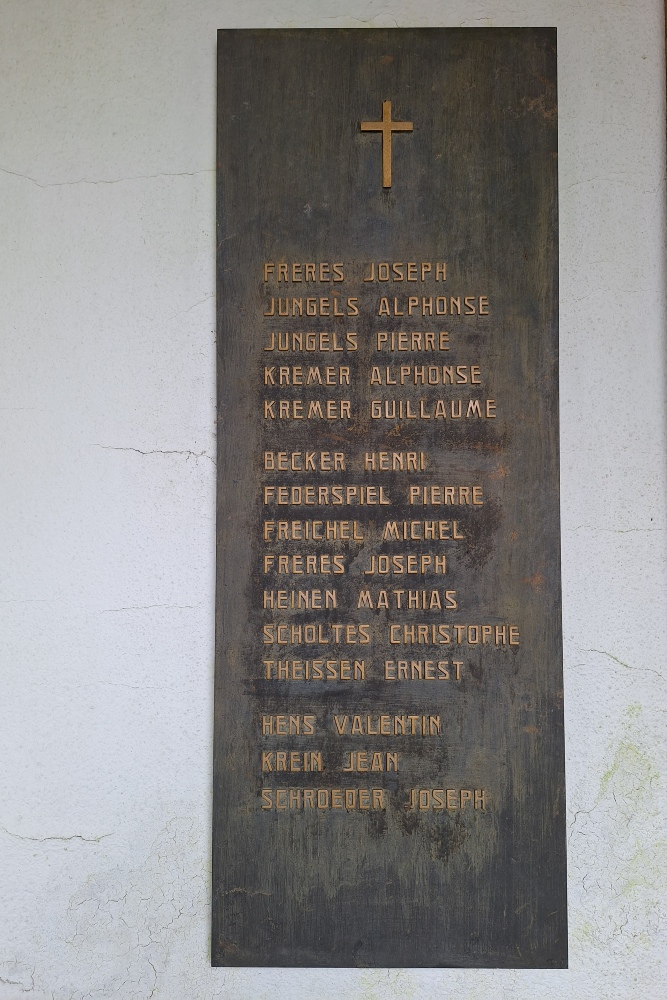 FRERES JOSEPH
JUNGELS ALPHONSE
JUNGELS PIERRE
KREMER ALPHONSE
KREMER GUILLAUME
BECKER HENRI
FEDERSPIEL PIERRE
FREICHEL MICHEL
FRERES JOSEPH
HEINEN MATHIAS
SCHOLTES CHRISTOPHE
THEISSEN ERNEST
HENS VALENTIN
KREIN JEAN
SCHROEDER JOSEPH